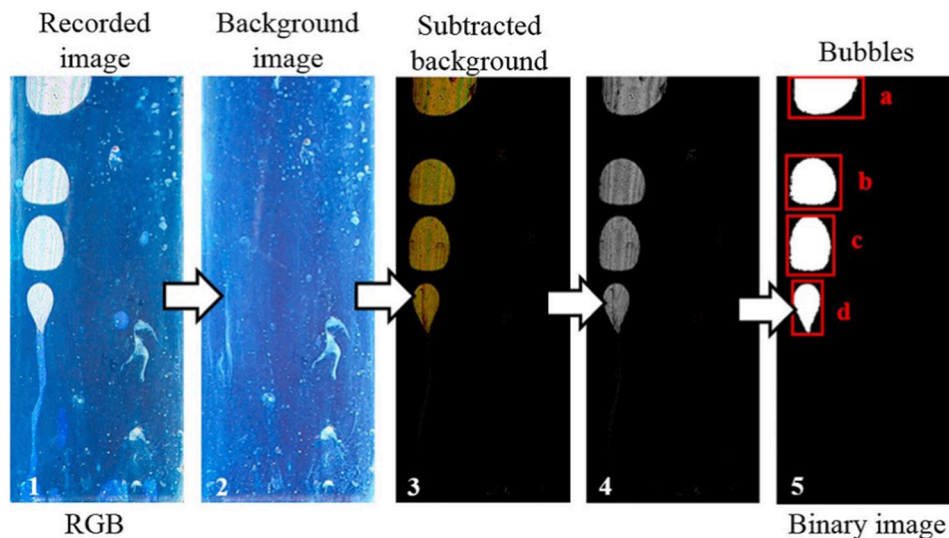 Recorded
image
Background
image
Subtracted
background
Bubbles
a
b
c
d
1
2
3
4
5
RGB
Binary image